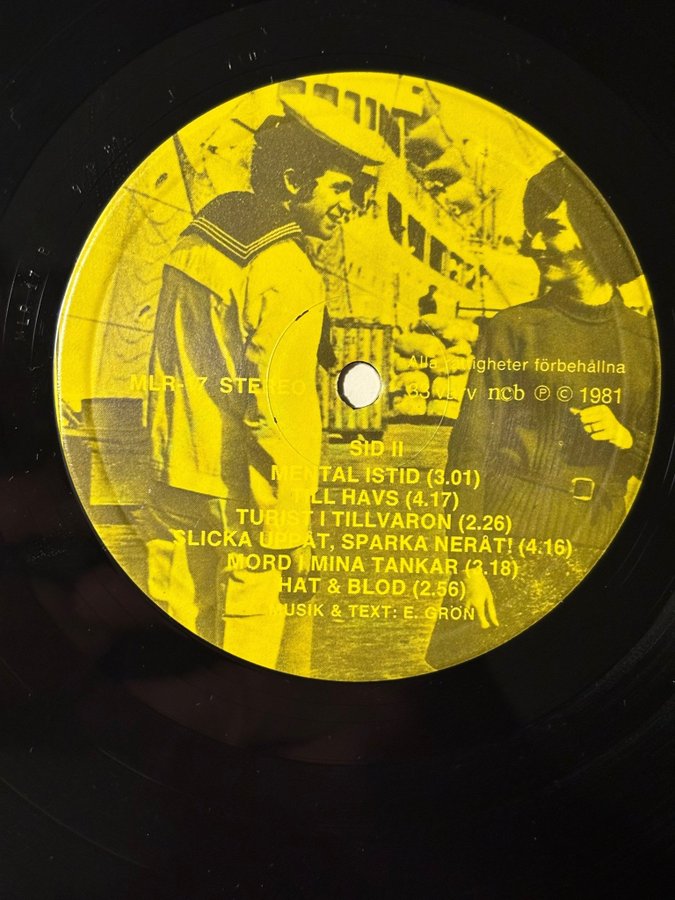 Alla rättigheter förbehållna
MLR-7 STEREO
33 varv ncb Ⓟ © 1981
SID II
MENTAL ISTID (3.01)
TILL HAVS (4.17)
TURIST I TILLVARON (2.26)
SLICKA UPPÅT, SPARKA NERÅT! (4.16)
MORD I MINA TANKAR (3.18)
HAT & BLOD (2.56)
MUSIK & TEXT: E. GRÖN